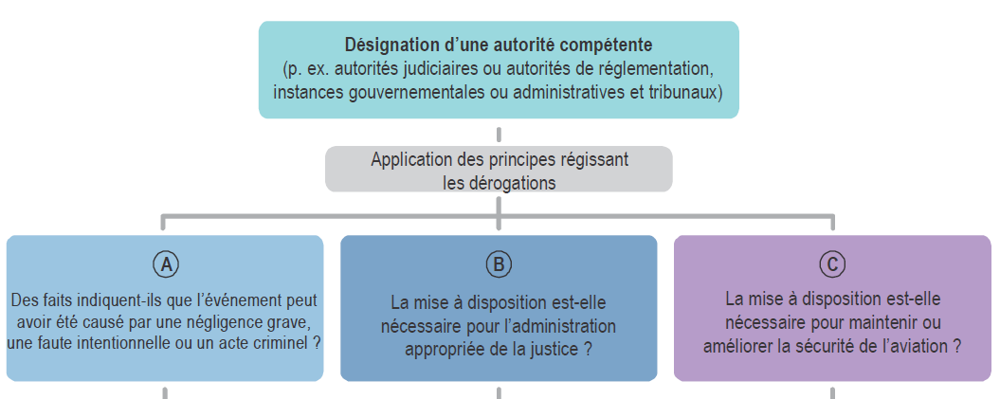 Désignation d’une autorité compétente
(p. ex. autorités judiciaires ou autorités de réglementation,
instances gouvernementales ou administratives et tribunaux)
Application des principes régissant
les dérogations
A
Des faits indiquent-ils que l’événement peut
avoir été causé par une négligence grave,
une faute intentionnelle ou un acte criminel ?
B
La mise à disposition est-elle
nécessaire pour l’administration
appropriée de la justice ?
C
La mise à disposition est-elle
nécessaire pour maintenir ou
améliorer la sécurité de l’aviation ?